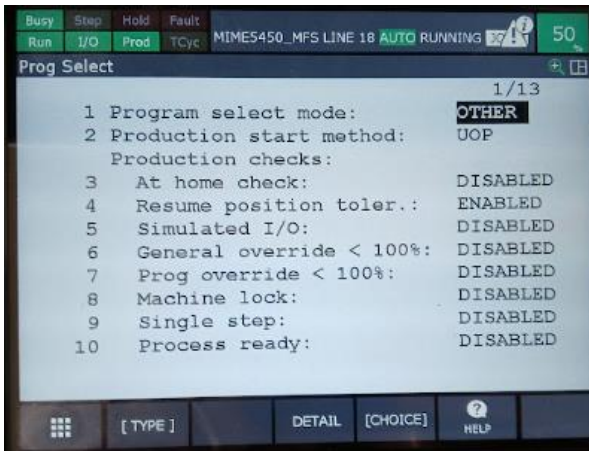 Busy Step Hold Fault
Run I/O Prod TCyc MIME5450_MFS LINE 18 AUTO RUNNING 50
%
Prog Select
1/13
1 Program select mode: OTHER
2 Production start method: UOP
Production checks:
3 At home check: DISABLED
4 Resume position toler.: ENABLED
5 Simulated I/O: DISABLED
6 General override < 100%: DISABLED
7 Prog override < 100%: DISABLED
8 Machine lock: DISABLED
9 Single step: DISABLED
10 Process ready: DISABLED
[ TYPE ] DETAIL [CHOICE] HELP